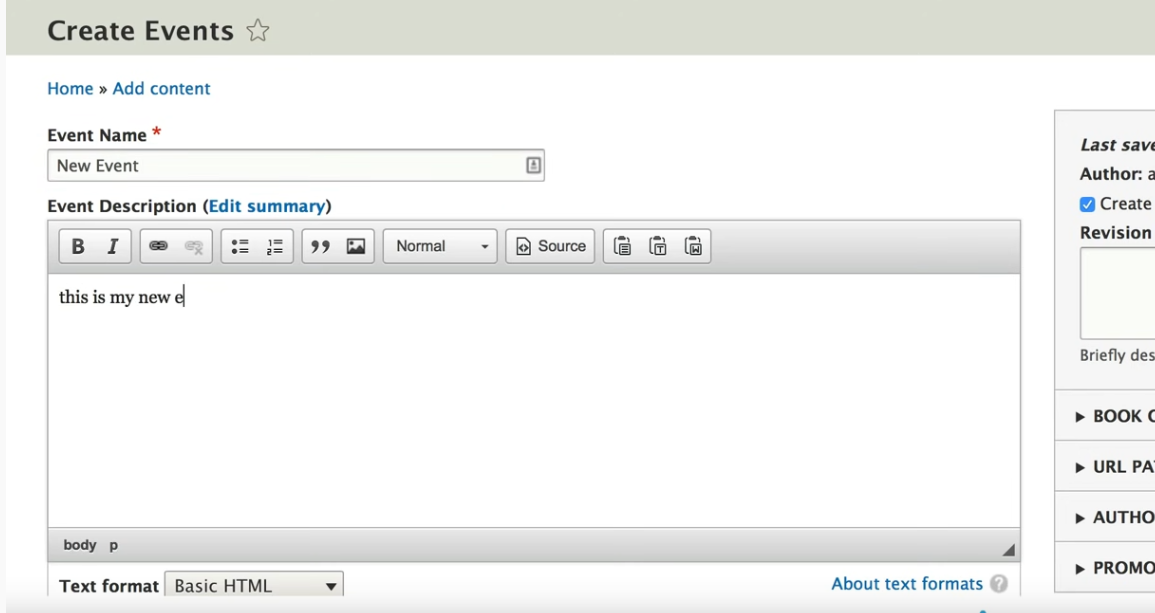 Create Events
Home » Add content
Event Name *
New Event
Event Description (Edit summary)
B I Normal Source
this is my new e
body p
Text format Basic HTML
About text formats ?
Last save
Author: a
Create
Revision
Briefly des
BOOK
URL PA
AUTHO
PROMO